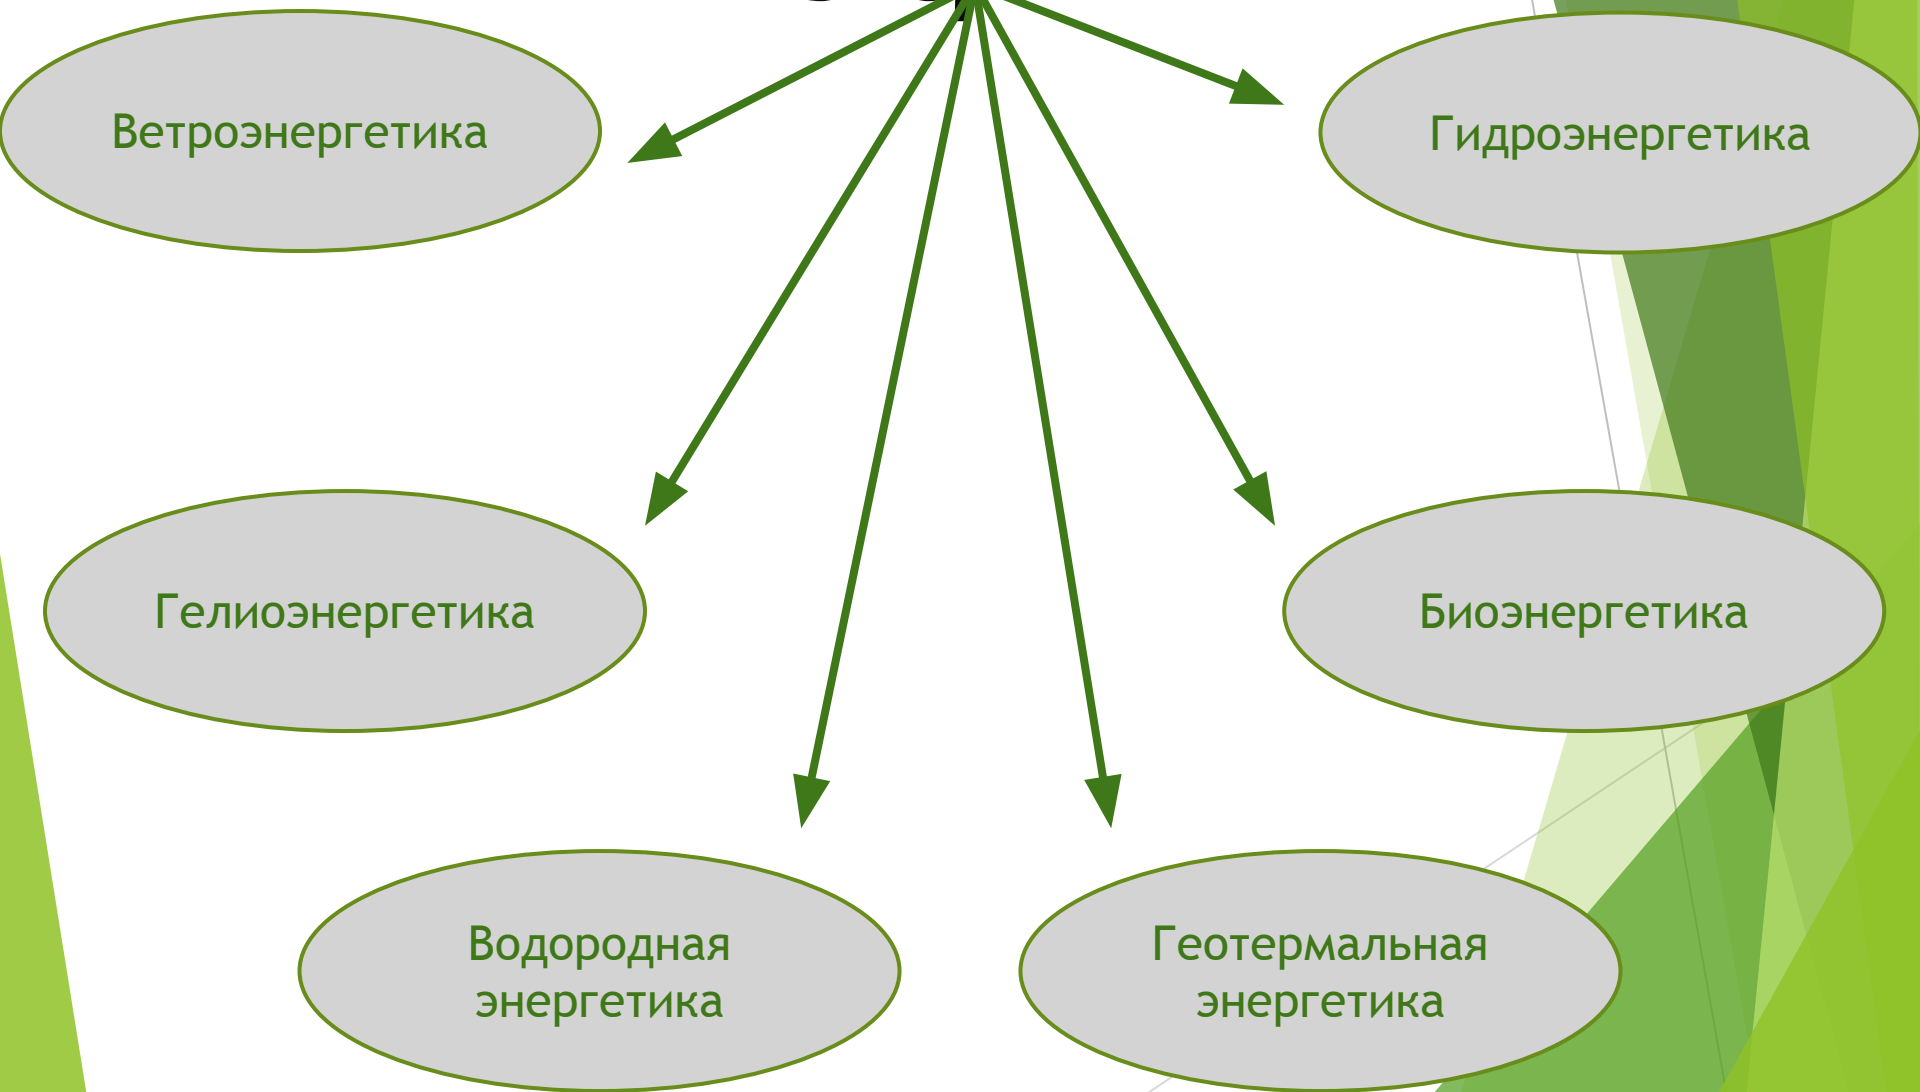 Ветроэнергетика
Гидроэнергетика
Гелиоэнергетика
Биоэнергетика
Водородная
энергетика
Геотермальная
энергетика